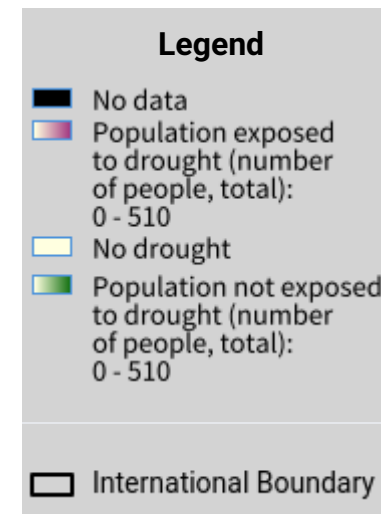 Legend
No data
Population exposed
to drought (number
of people, total):
0 - 510
No drought
Population not exposed
to drought (number
of people, total):
0 - 510
International Boundary